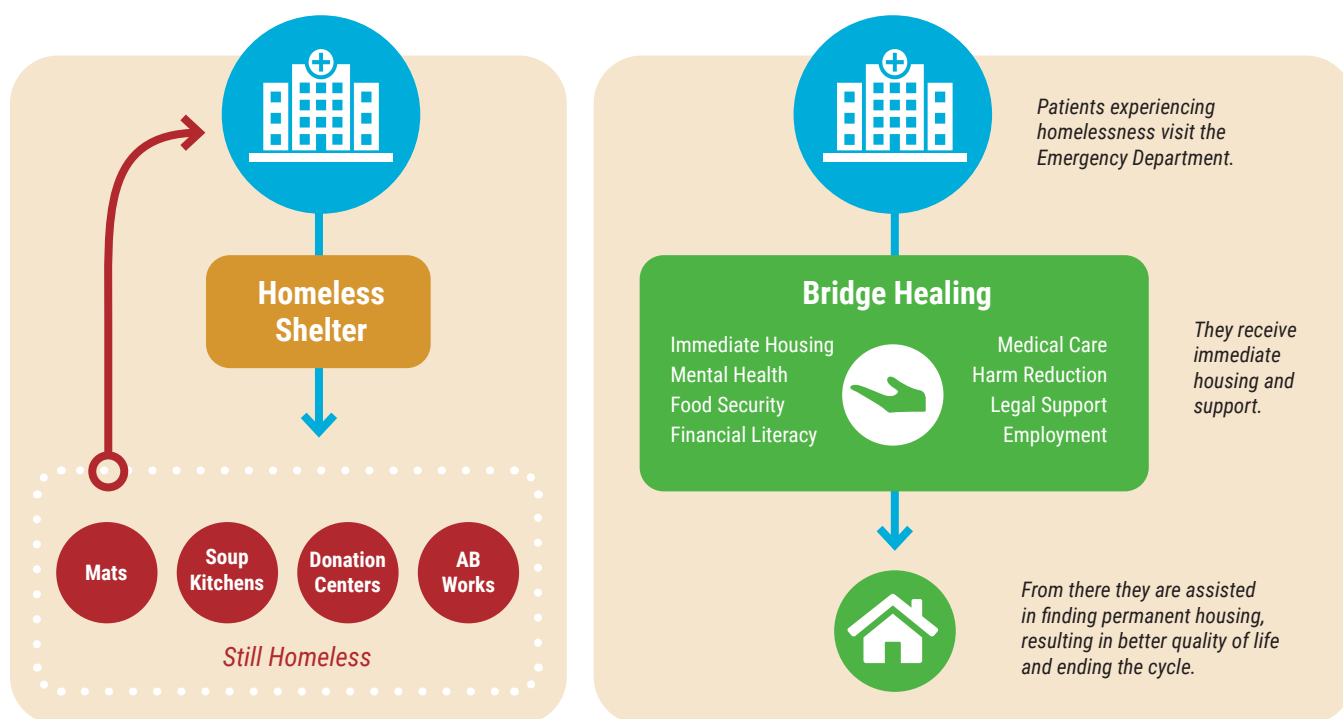 Homeless
Shelter
Mats
Soup
Kitchens
Donation
Centers
AB
Works
Still Homeless
Patients experiencing
homelessness visit the
Emergency Department.
Bridge Healing
Immediate Housing
Mental Health
Food Security
Financial Literacy
Medical Care
Harm Reduction
Legal Support
Employment
They receive
immediate
housing and
support.
From there they are assisted
in finding permanent housing,
resulting in better quality of life
and ending the cycle.